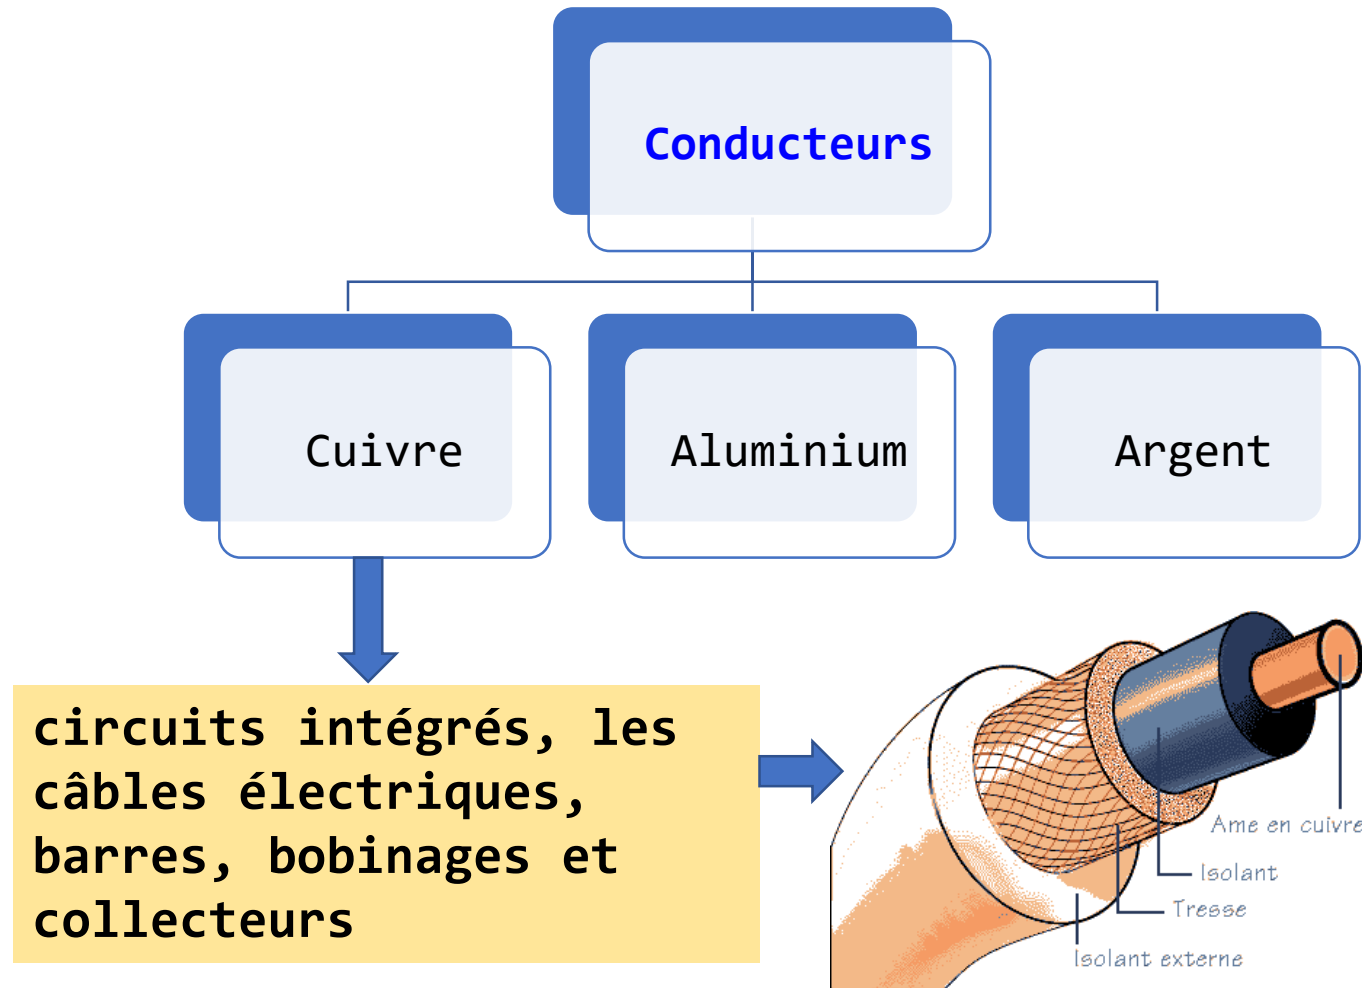 Conducteurs
Cuivre
Aluminium
Argent
circuits intégrés, les
câbles électriques,
barres, bobinages et
collecteurs
Ame en cuivre
Isolant
Tresse
Isolant externe